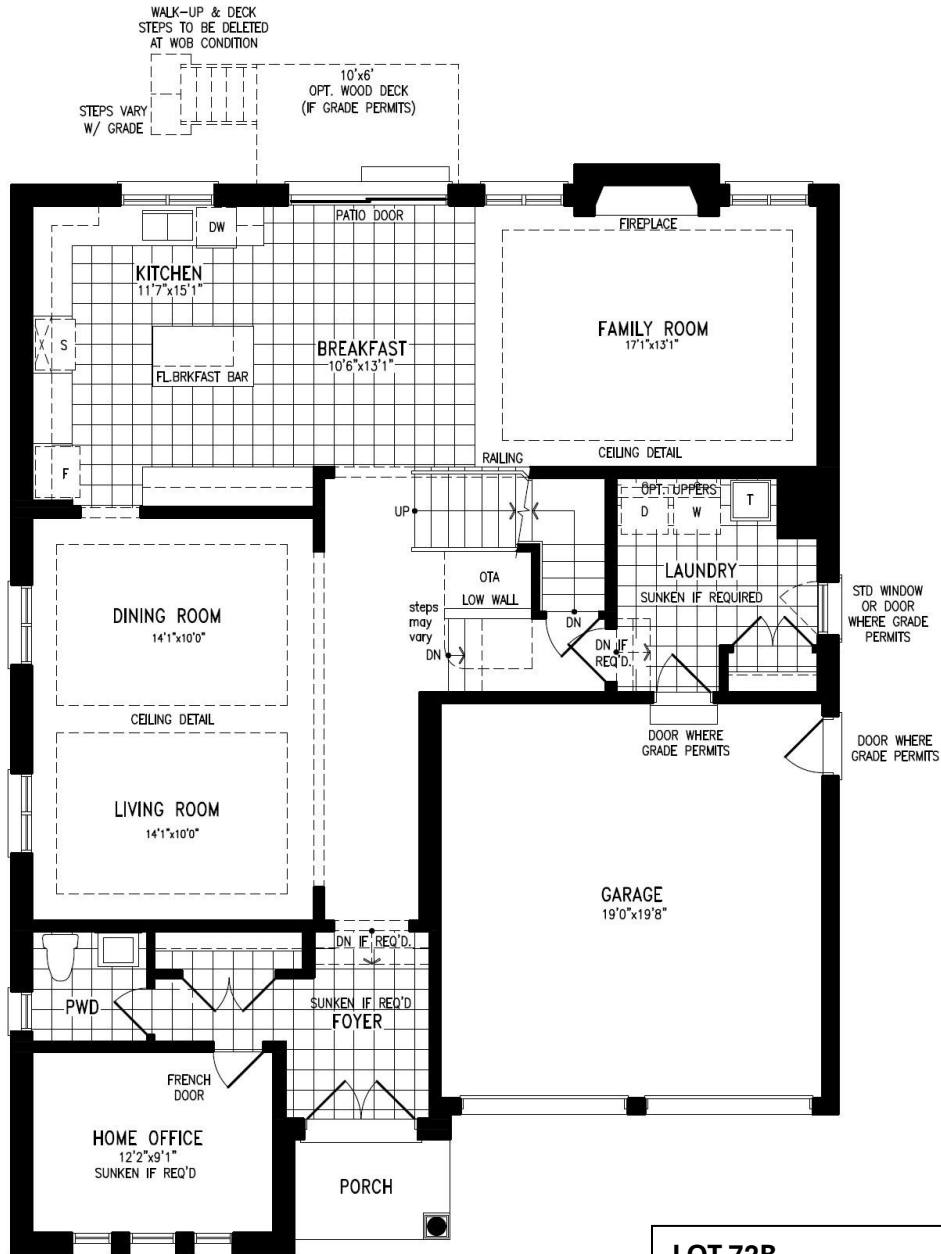 WALK-UP & DECK
STEPS TO BE DELETED
AT WOB CONDITION
10'x6'
OPT. WOOD DECK
(IF GRADE PERMITS)
STEPS VARY
W/ GRADE
PATIO DOOR
FIREPLACE
DW
KITCHEN
11'7"x15'1"
S
FL.BRKFAST BAR
BREAKFAST
10'6"x13'1"
FAMILY ROOM
17'1"x13'1"
CEILING DETAIL
F
RAILING
UP
OPT. UPPERS
D
W
T
OTA
LOW WALL
steps
may
vary
DN
DN
DN IF
REQ'D.
LAUNDRY
SUNKEN IF REQUIRED
STD WINDOW
OR DOOR
WHERE GRADE
PERMITS
DINING ROOM
14'1"x10'0"
CEILING DETAIL
LIVING ROOM
14'1"x10'0"
DOOR WHERE
GRADE PERMITS
DOOR WHERE
GRADE PERMITS
GARAGE
19'0"x19'8"
DN IF REQ'D.
PWD
SUNKEN IF REQ'D
FOYER
FRENCH
DOOR
HOME OFFICE
12'2"x9'1"
SUNKEN IF REQ'D
PORCH
LOT 72B